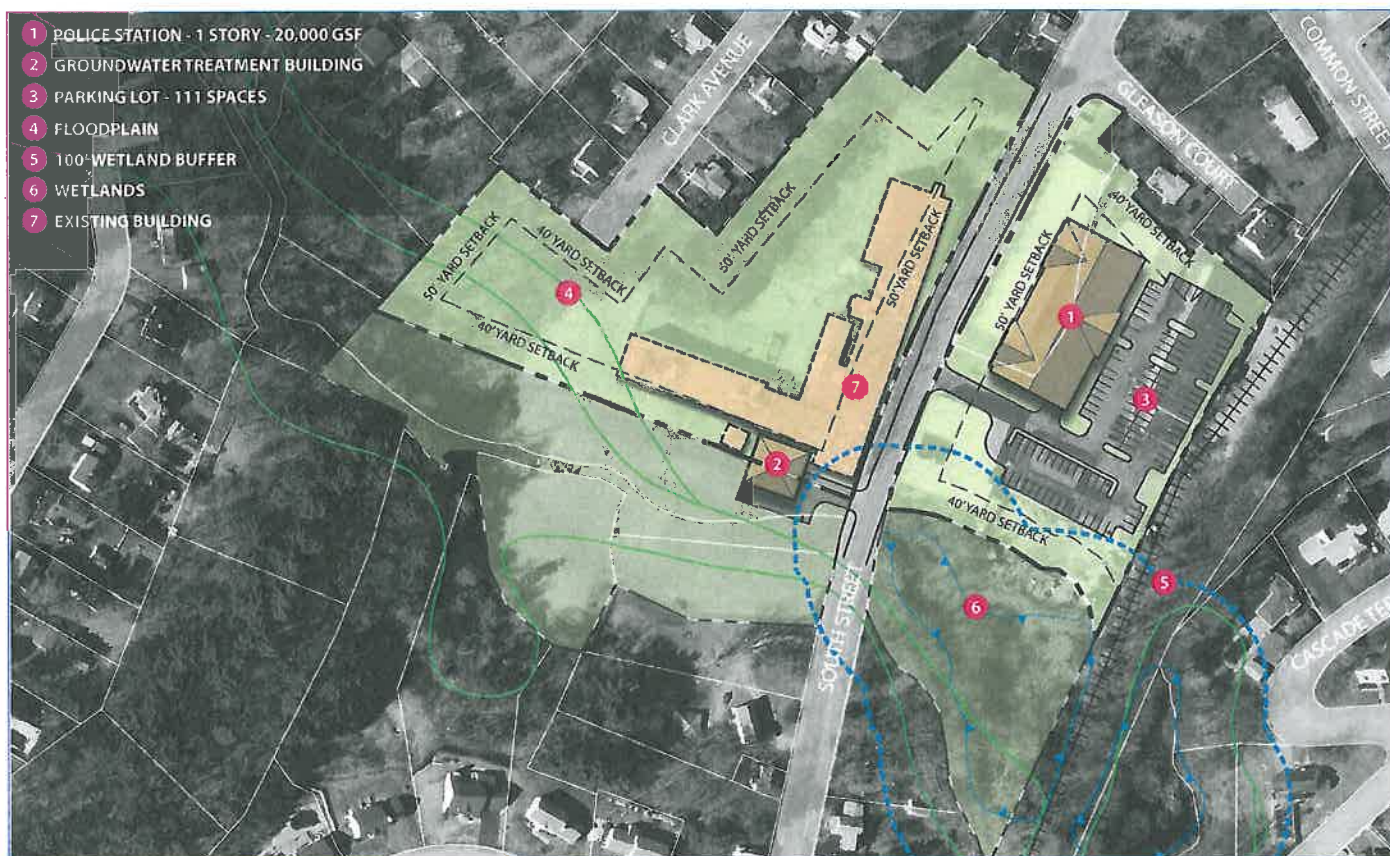 1 POLICE STATION - 1 STORY - 20,000 GSF
2 GROUNDWATER TREATMENT BUILDING
3 PARKING LOT - 111 SPACES
4 FLOODPLAIN
5 100' WETLAND BUFFER
6 WETLANDS
7 EXISTING BUILDING
CLARK AVENUE
COMMON STREET
GLEASON COURT
50' YARD SETBACK
40' YARD SETBACK
50' YARD SETBACK
50' YARD SETBACK
50' YARD SETBACK
40' YARD SETBACK
4
40' YARD SETBACK
1
7
3
2
40' YARD SETBACK
5
6
SOUTH STREET
CASCADE